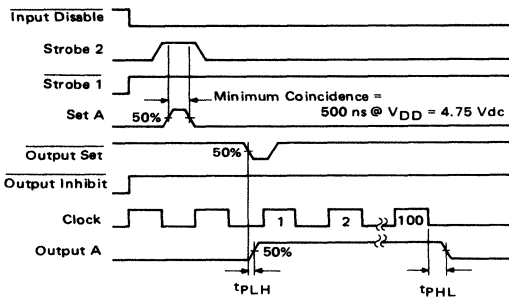 Input Disable
Strobe 2
Strobe 1
Minimum Coincidence =
Set A
50%
500 ns @ VDD = 4.75 Vdc
Output Set
50%
Output Inhibit
Clock
1
2
100
Output A
50%
tPLH
tPHL